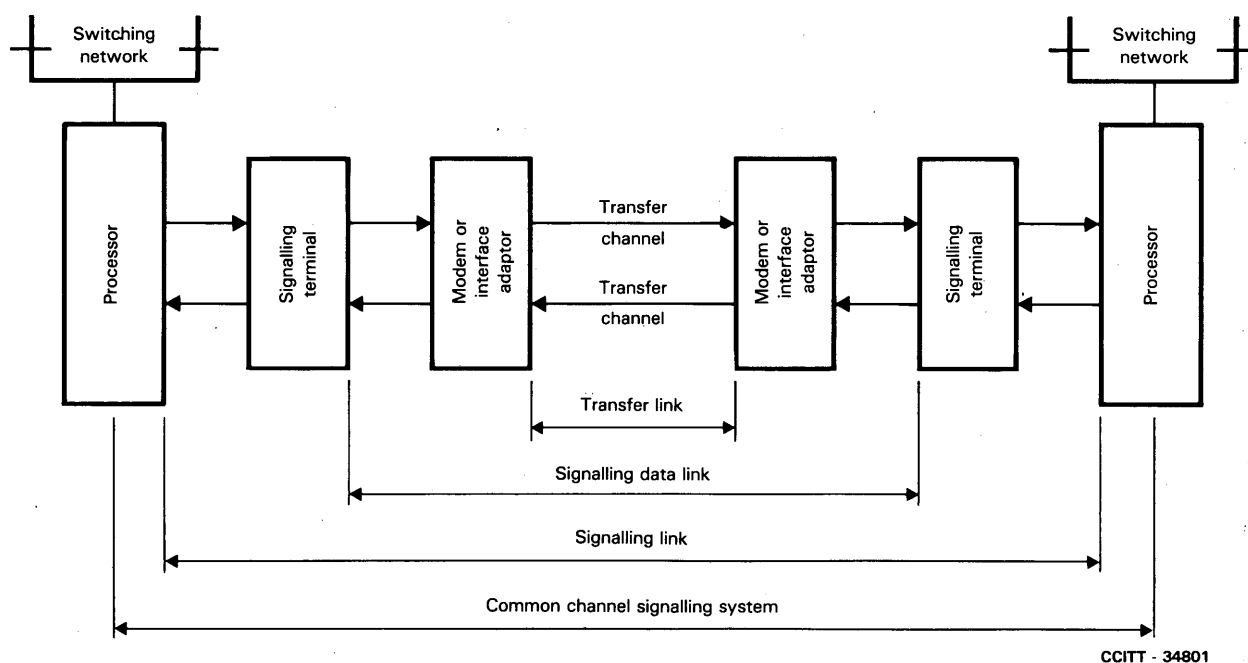 Switching
network
Switching
network
Processor
Signalling
terminal
Modem or
interface
adaptor
Transfer
channel
Transfer
channel
Modem or
interface
adaptor
Signalling
terminal
Processor
Transfer link
Signalling data link
Signalling link
Common channel signalling system
CCITT - 34801